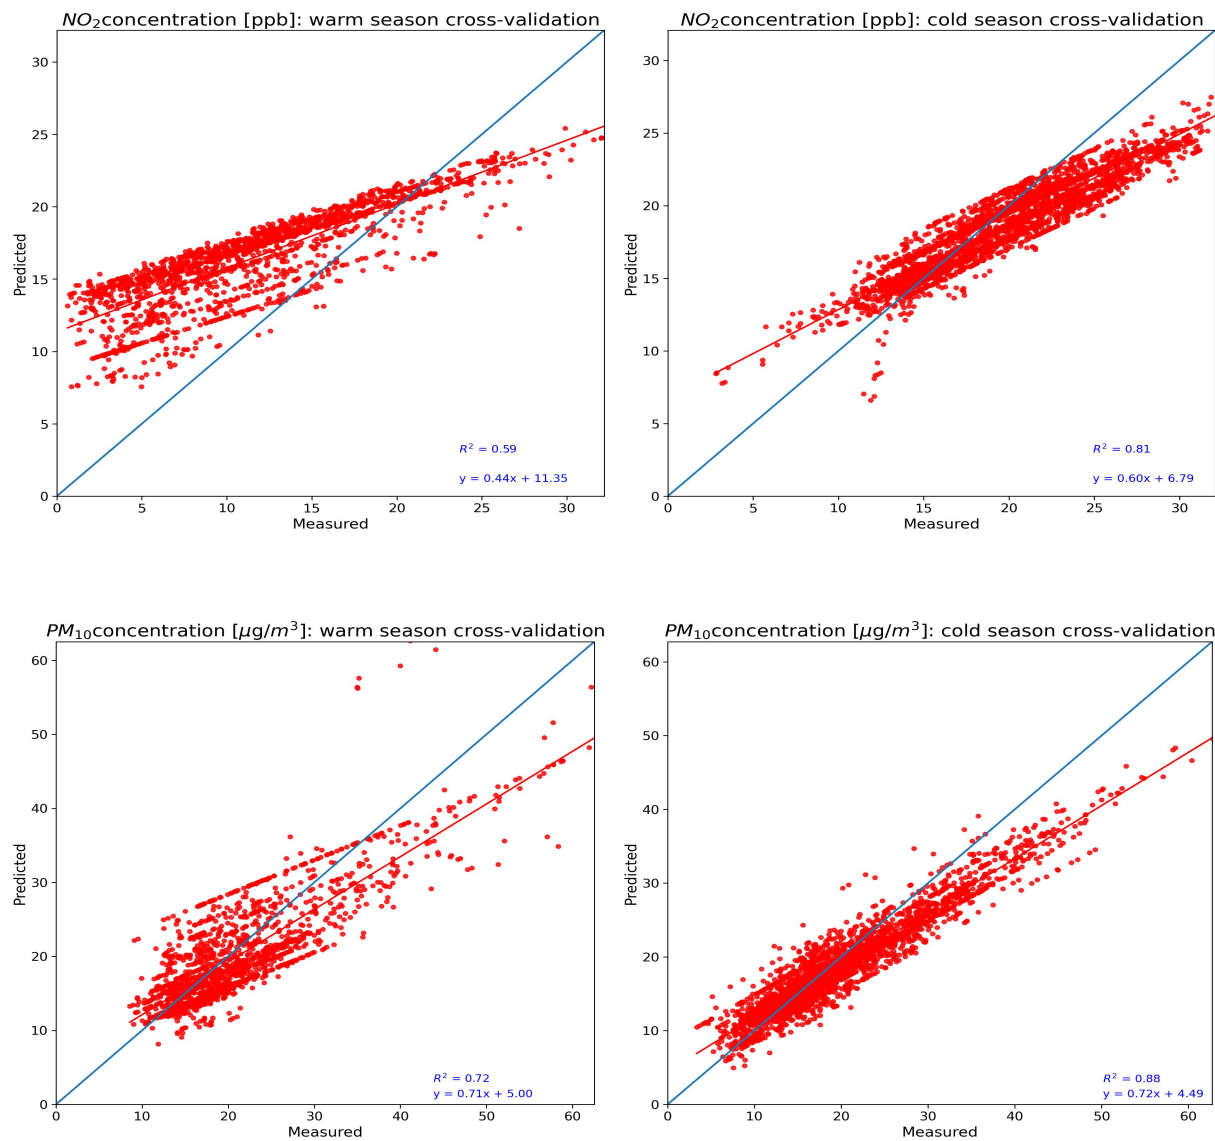 NO2concentration [ppb]: warm season cross-validation
30
25
20
15
10
5
0
Predicted
R² = 0.59
y = 0.44x + 11.35
0 5 10 15 20 25 30
Measured
NO2concentration [ppb]: cold season cross-validation
30
25
20
15
10
5
0
Predicted
R² = 0.81
y = 0.60x + 6.79
0 5 10 15 20 25 30
Measured
PM10concentration [μg/m³]: warm season cross-validation
60
50
40
30
20
10
0
Predicted
R² = 0.72
y = 0.71x + 5.00
0 10 20 30 40 50 60
Measured
PM10concentration [μg/m³]: cold season cross-validation
60
50
40
30
20
10
0
Predicted
R² = 0.88
y = 0.72x + 4.49
0 10 20 30 40 50 60
Measured